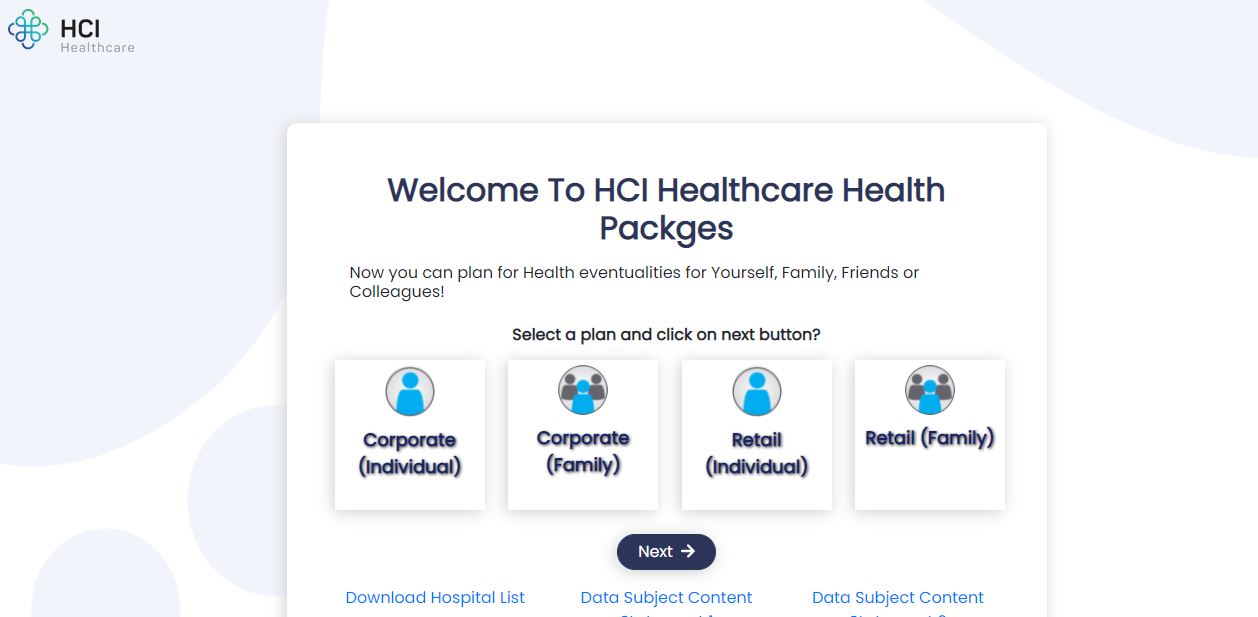 HCI
Healthcare
Welcome To HCI Healthcare Health
Packges
Now you can plan for Health eventualities for Yourself, Family, Friends or
Colleagues!
Select a plan and click on next button?
Corporate
(Individual)
Corporate
(Family)
Retail
(Individual)
Retail (Family)
Next
Download Hospital List
Data Subject Content
Data Subject Content